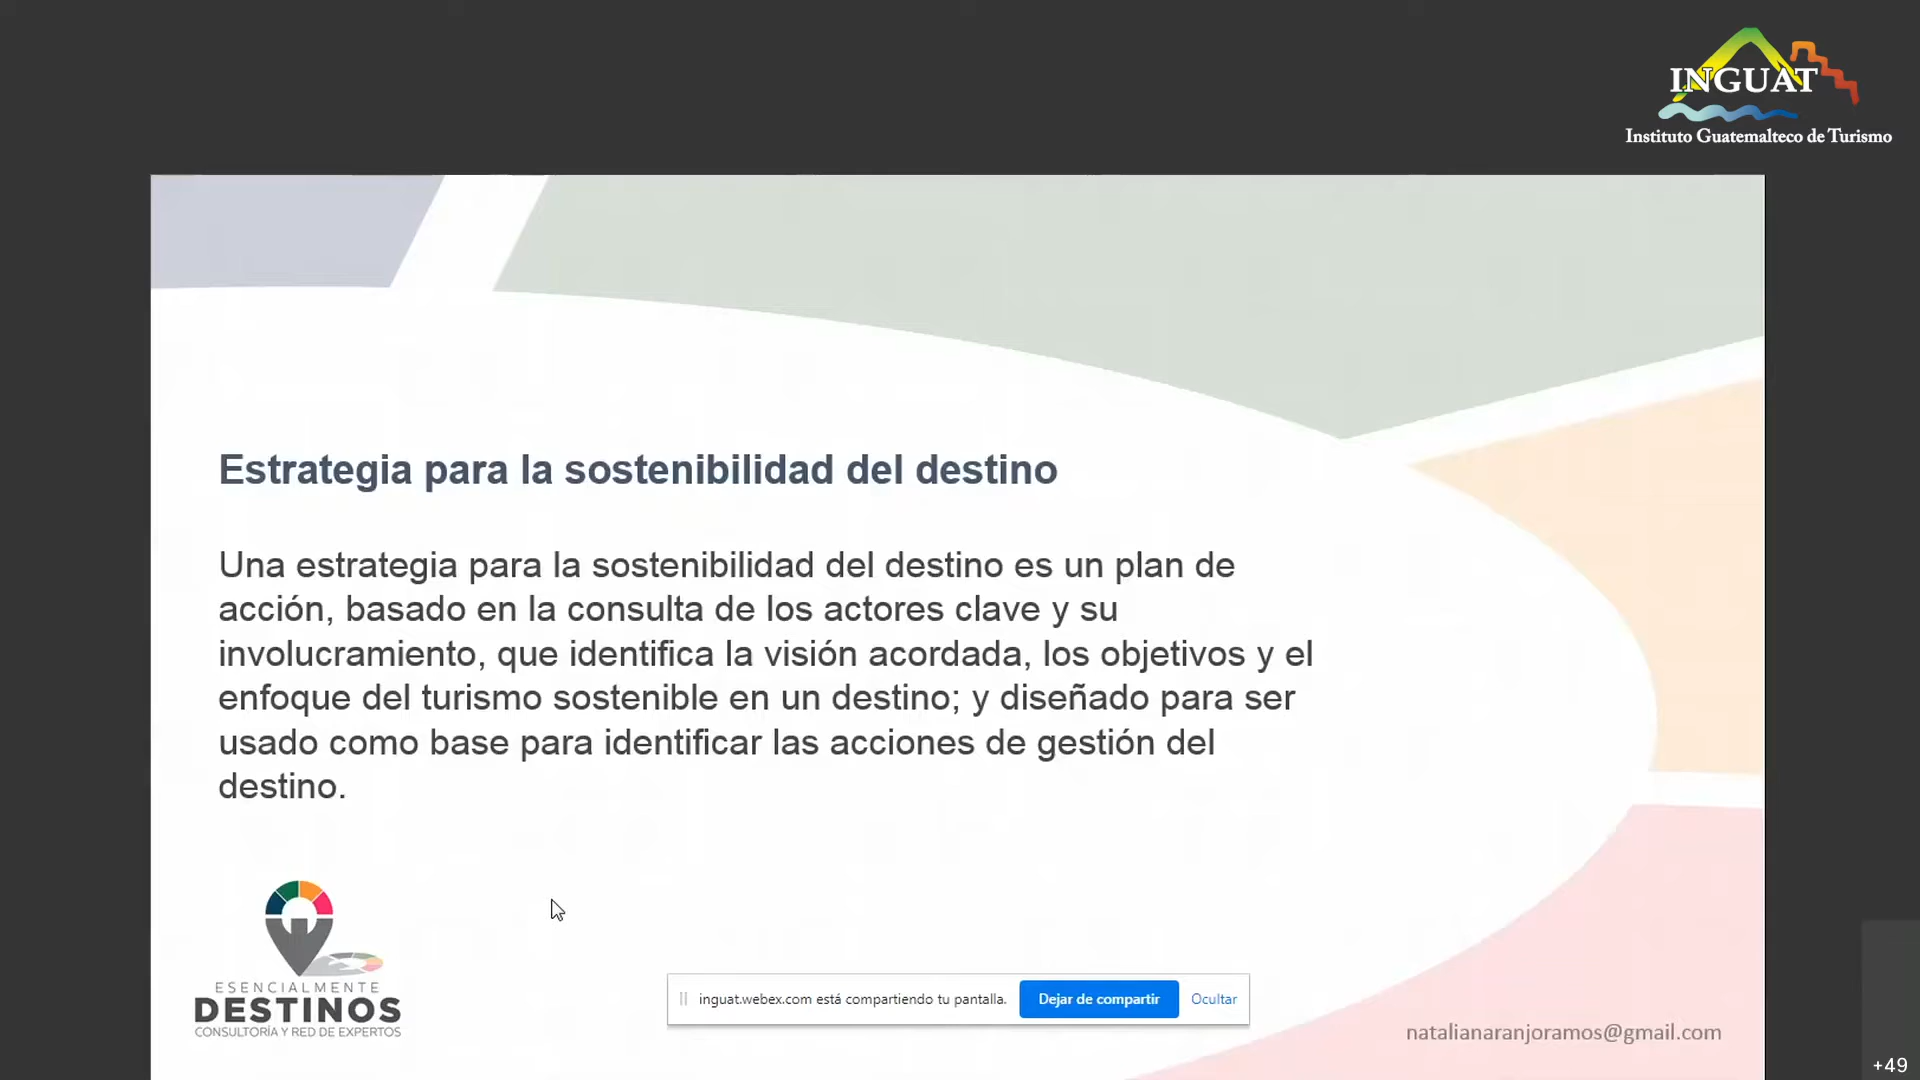 INGUAT
Instituto Guatemalteco de Turismo
Estrategia para la sostenibilidad del destino
Una estrategia para la sostenibilidad del destino es un plan de
acción, basado en la consulta de los actores clave y su
involucramiento, que identifica la visión acordada, los objetivos y el
enfoque del turismo sostenible en un destino; y diseñado para ser
usado como base para identificar las acciones de gestión del
destino.
ESENCIALMENTE
DESTINOS
CONSULTORÍA Y RED DE EXPERTOS
inguat.webex.com está compartiendo tu pantalla. Dejar de compartir Ocultar
natalianaranjoramos@gmail.com
+49